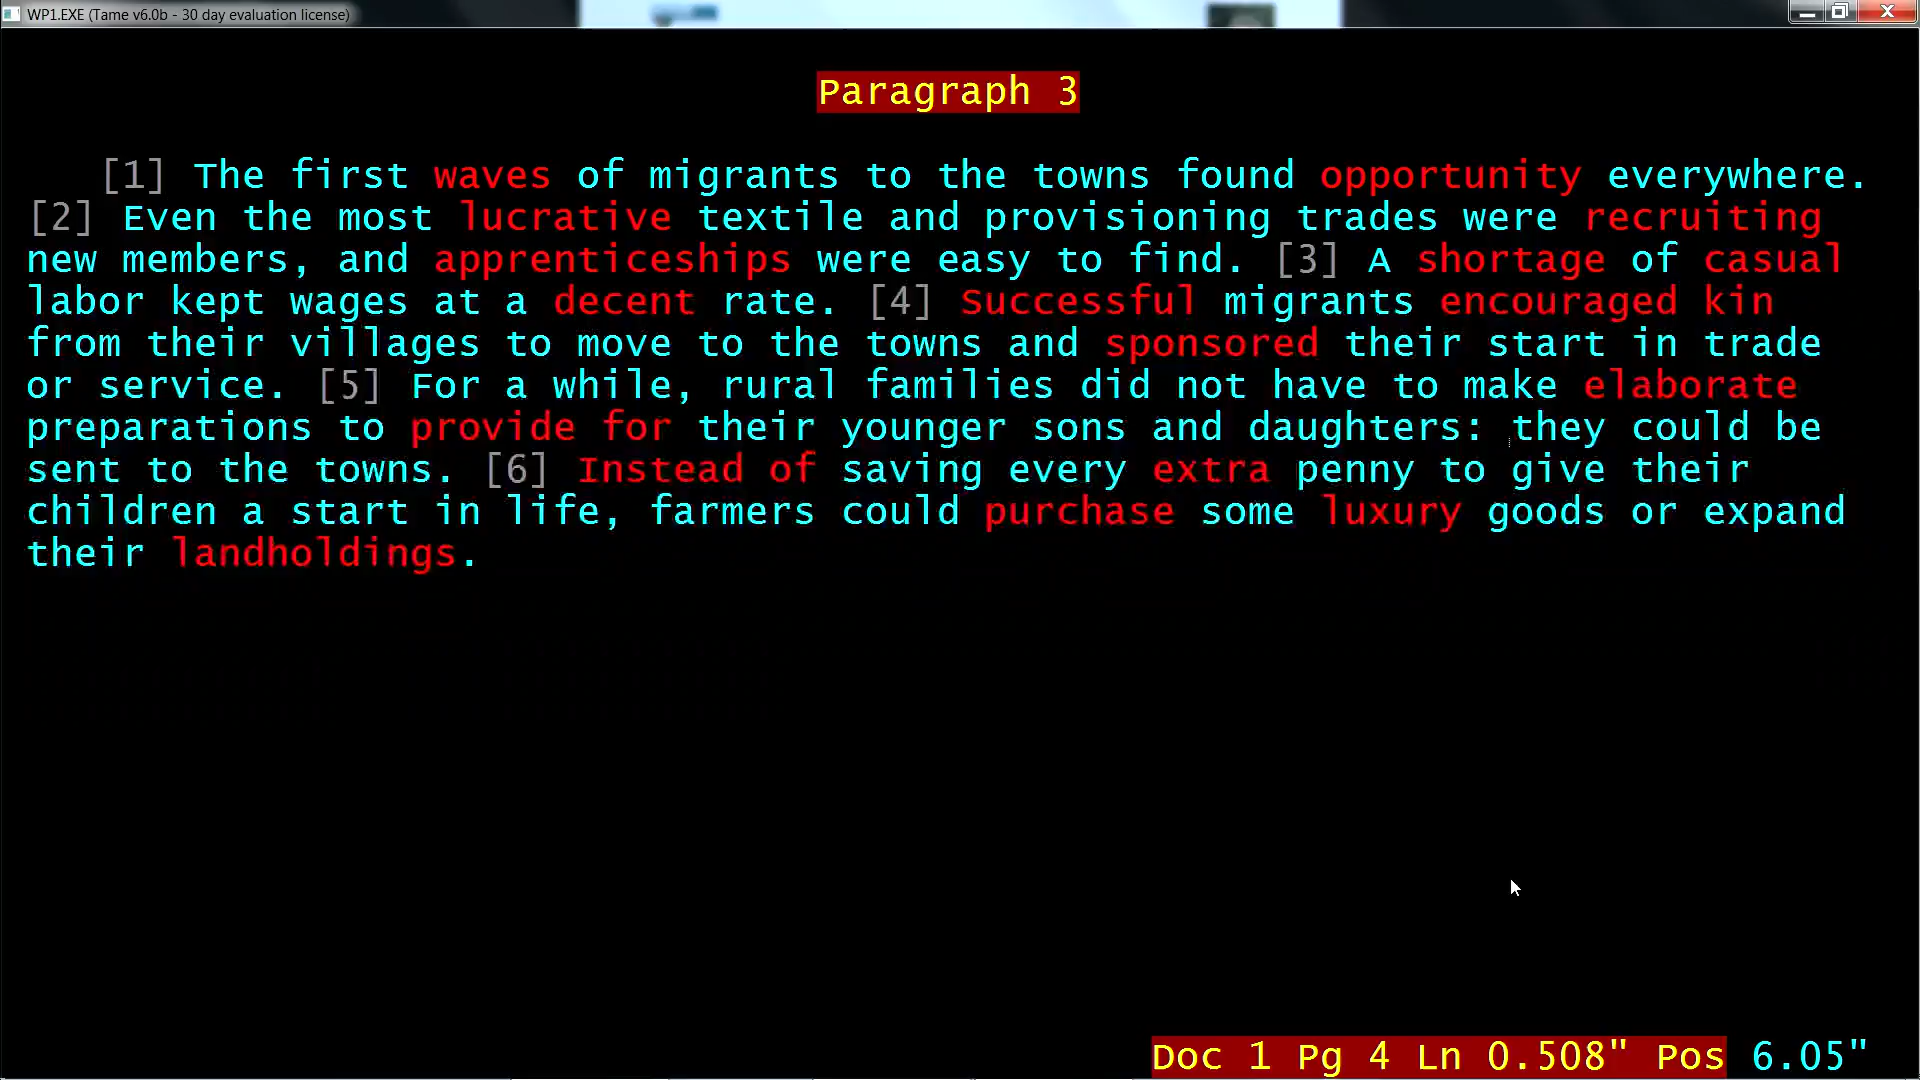 WP1.EXE (Tame v6.0b - 30 day evaluation license)
Paragraph 3
[1] The first waves of migrants to the towns found opportunity everywhere.
[2] Even the most lucrative textile and provisioning trades were recruiting
new members, and apprenticeships were easy to find. [3] A shortage of casual
labor kept wages at a decent rate. [4] Successful migrants encouraged kin
from their villages to move to the towns and sponsored their start in trade
or service. [5] For a while, rural families did not have to make elaborate
preparations to provide for their younger sons and daughters: they could be
sent to the towns. [6] Instead of saving every extra penny to give their
children a start in life, farmers could purchase some luxury goods or expand
their landholdings.
Doc 1 Pg 4 Ln 0.508" Pos 6.05"